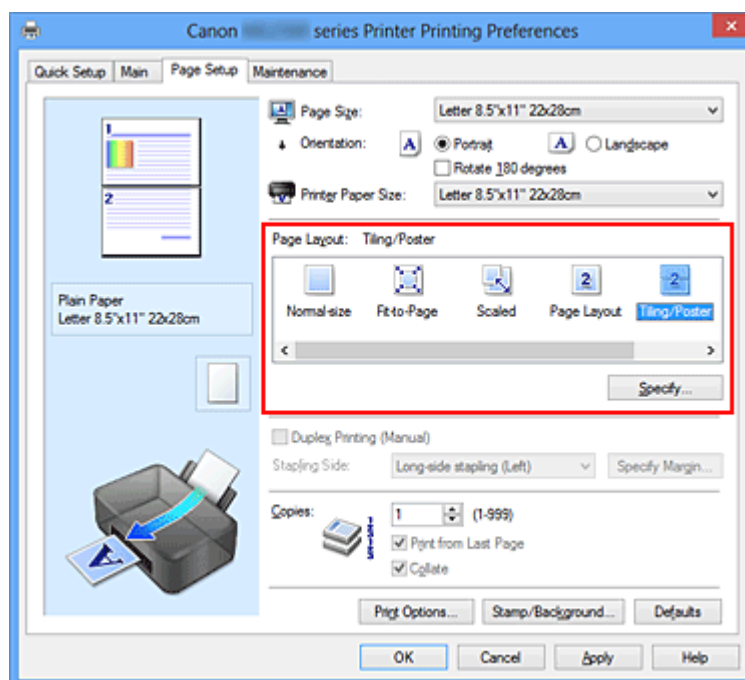 Canon series Printer Printing Preferences
Quick Setup Main Page Setup Maintenance
Page Size: Letter 8.5"x11" 22x28cm
Orientation: A Portrait A Landscape
Rotate 180 degrees
Printer Paper Size: Letter 8.5"x11" 22x28cm
1
2
Plain Paper
Letter 8.5"x11" 22x28cm
Page Layout: Tiling/Poster
2 2
Normal-size Fit-to-Page Scaled Page Layout Tiling/Poster
Specify...
Duplex Printing (Manual)
Stapling Side: Long-side stapling (Left) Specify Margin...
Copies: 1 (1-999)
Print from Last Page
Collate
A
Print Options... Stamp/Background... Defaults
OK Cancel Apply Help